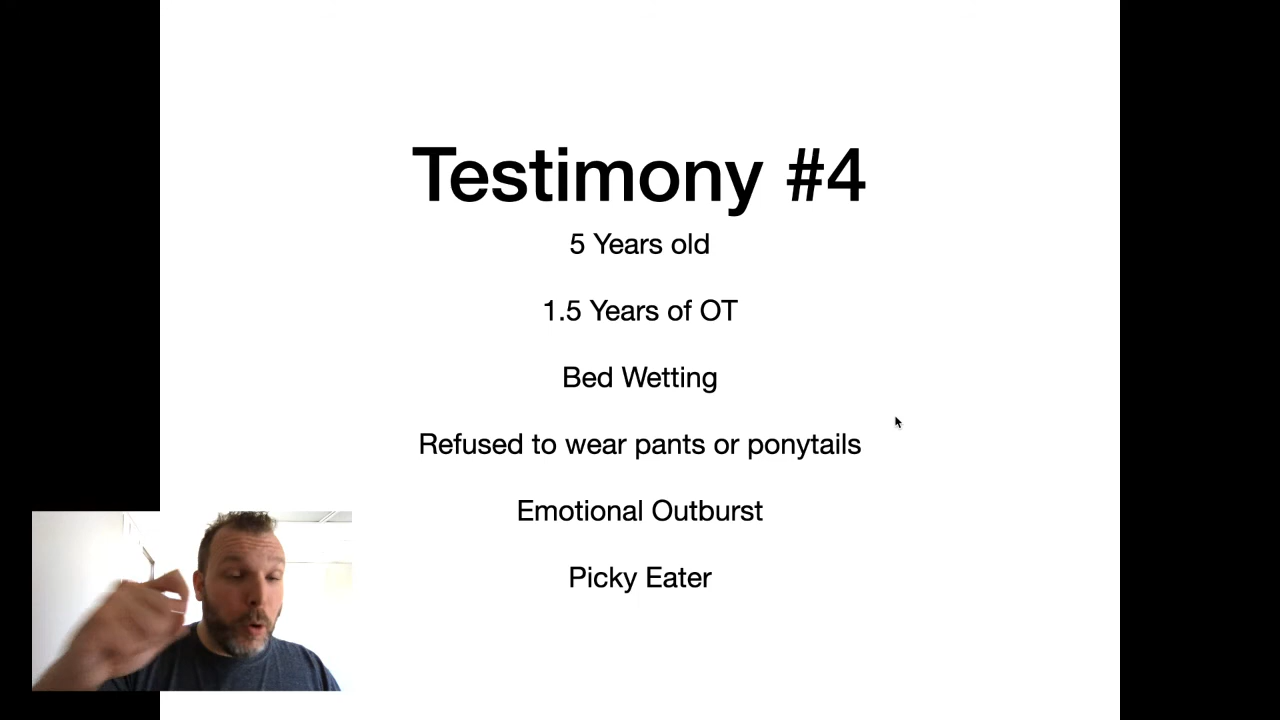 Testimony #4
5 Years old
1.5 Years of OT
Bed Wetting
Refused to wear pants or ponytails
Emotional Outburst
Picky Eater